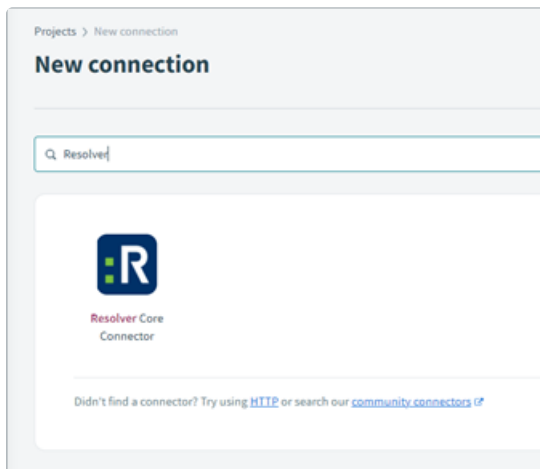 Projects > New connection
New connection
Resolver
:R
Resolver Core
Connector
Didn't find a connector? Try using HTTP or search our community connectors